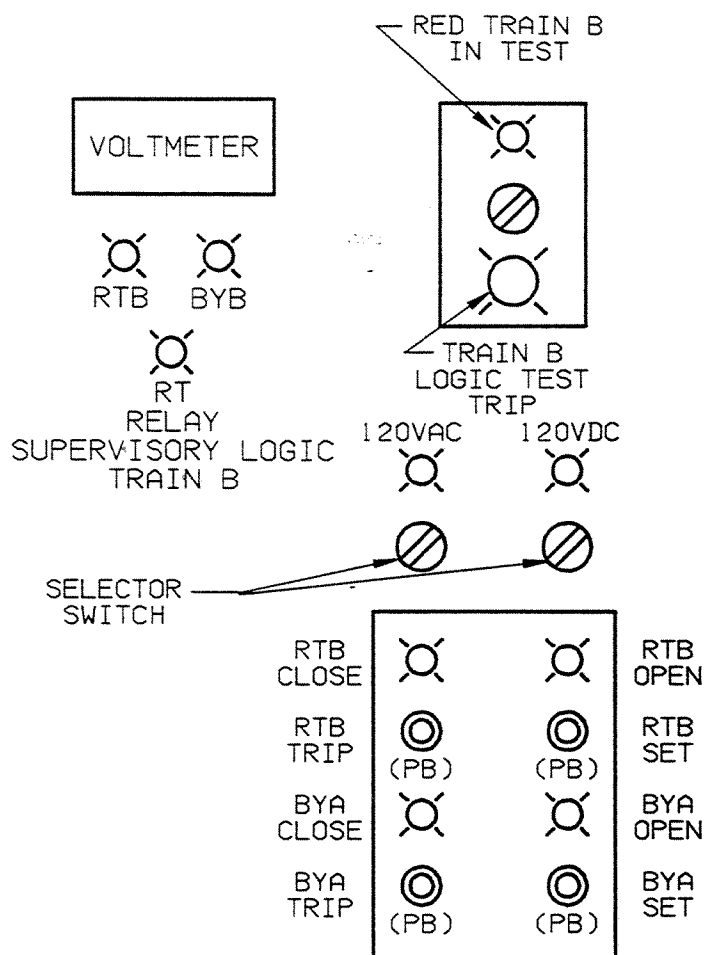 RED TRAIN B
IN TEST
VOLTMETER
RTB
BYB
RT
RELAY
SUPERVISORY LOGIC
TRAIN B
TRAIN B
LOGIC TEST
TRIP
120VAC
120VDC
SELECTOR
SWITCH
RTB
CLOSE
RTB
OPEN
RTB
TRIP
(PB)
(PB)
RTB
SET
BYA
CLOSE
BYA
OPEN
BYA
TRIP
(PB)
(PB)
BYA
SET